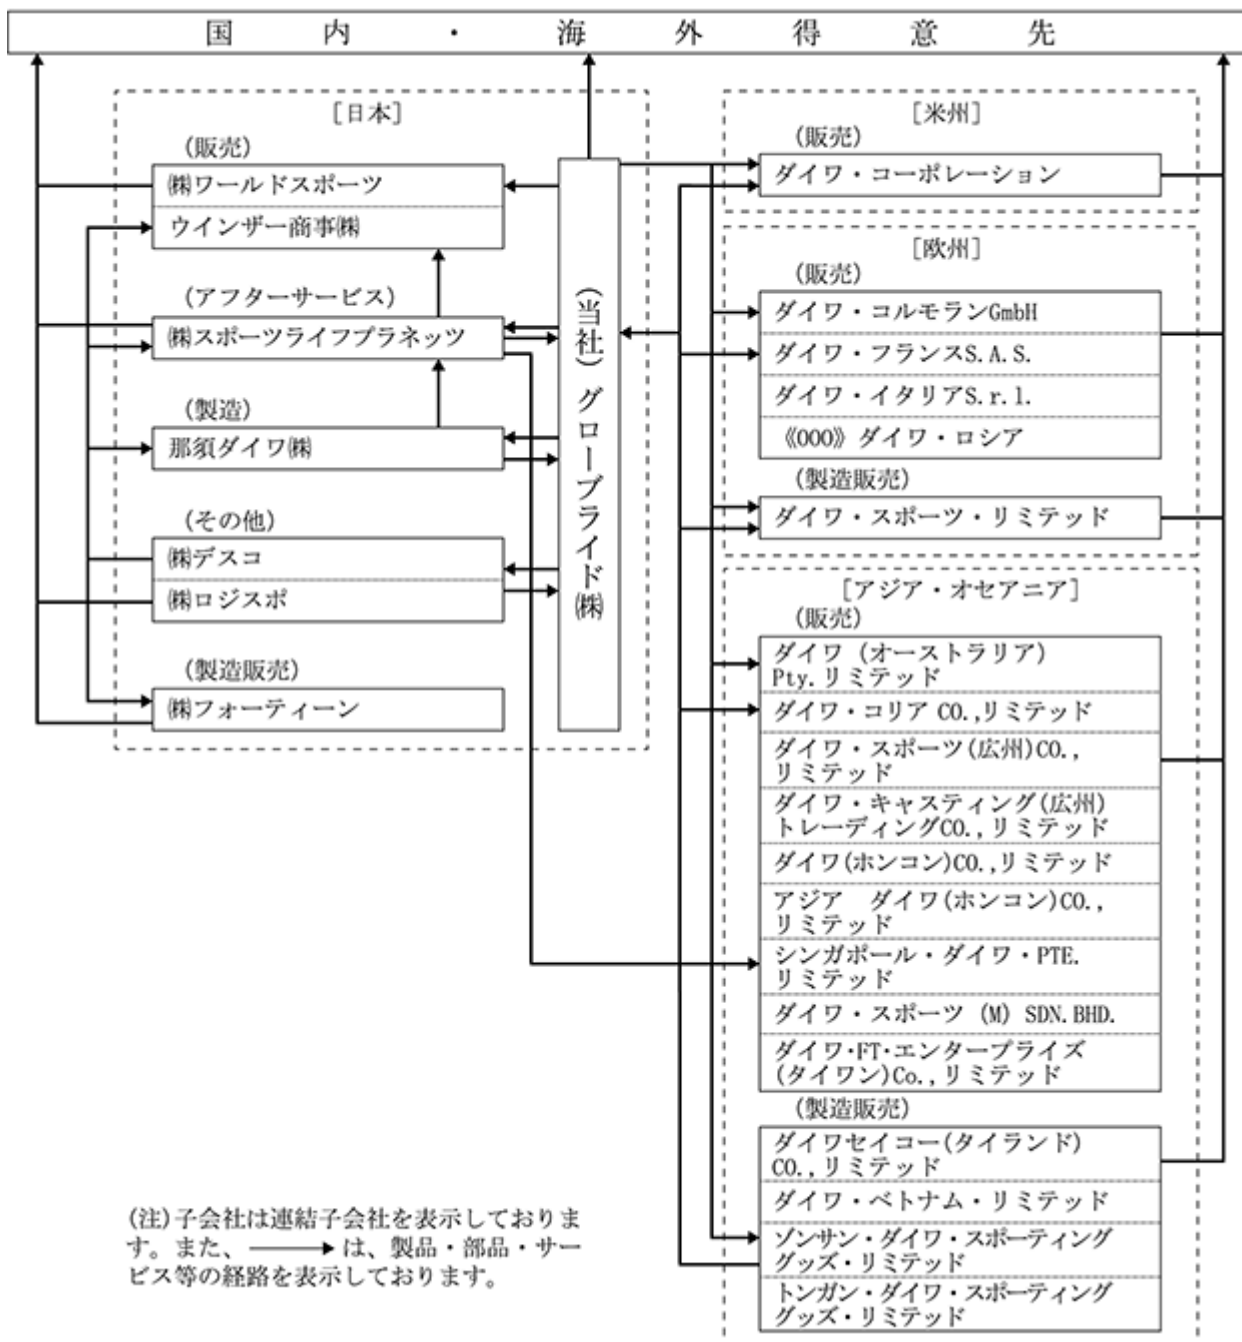 国内・海外得意先
[日本]
(販売)
㈱ワールドスポーツ
ウインザー商事㈱
(アフターサービス)
㈱スポーツライフプラネッツ
(製造)
那須ダイワ㈱
(その他)
㈱デスコ
㈱ロジスポ
(製造販売)
㈱フォーティーン
(当社)グローブライド㈱
[米州]
(販売)
ダイワ・コーポレーション
[欧州]
(販売)
ダイワ・コルモランGmbH
ダイワ・フランスS.A.S.
ダイワ・イタリアS.r.l.
《OOO》ダイワ・ロシア
(製造販売)
ダイワ・スポーツ・リミテッド
[アジア・オセアニア]
(販売)
ダイワ (オーストラリア)
Pty.リミテッド
ダイワ・コリア CO.,リミテッド
ダイワ・スポーツ(広州)CO.,
リミテッド
ダイワ・キャスティング(広州)
トレーディングCO.,リミテッド
ダイワ(ホンコン)CO.,リミテッド
アジア　ダイワ(ホンコン)CO.,
リミテッド
シンガポール・ダイワ・PTE.
リミテッド
ダイワ・スポーツ (M) SDN.BHD.
ダイワ・FT・エンタープライズ
(タイワン)Co.,リミテッド
(製造販売)
ダイワセイコー(タイランド)
CO.,リミテッド
ダイワ・ベトナム・リミテッド
ゾンサン・ダイワ・スポーティング
グッズ・リミテッド
トンガン・ダイワ・スポーティング
グッズ・リミテッド
(注)子会社は連結子会社を表示しておりま
す。また、──→は、製品・部品・サー
ビス等の経路を表示しております。